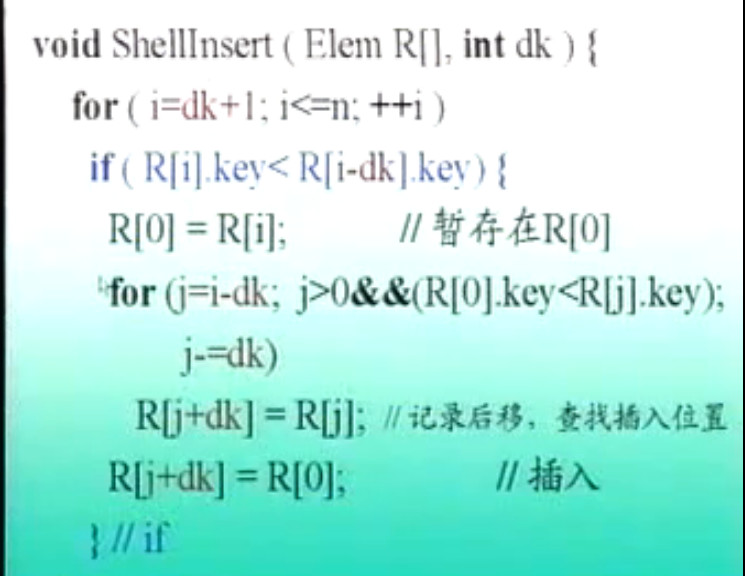 void ShellInsert ( Elem R[], int dk ) {
for ( i=dk+1; i<=n; ++i )
if ( R[i].key< R[i-dk].key) {
R[0] = R[i]; // 暂存在R[0]
for (j=i-dk; j>0&&(R[0].key<R[j].key);
j-=dk)
R[j+dk] = R[j]; // 记录后移，查找插入位置
R[j+dk] = R[0]; // 插入
} // if